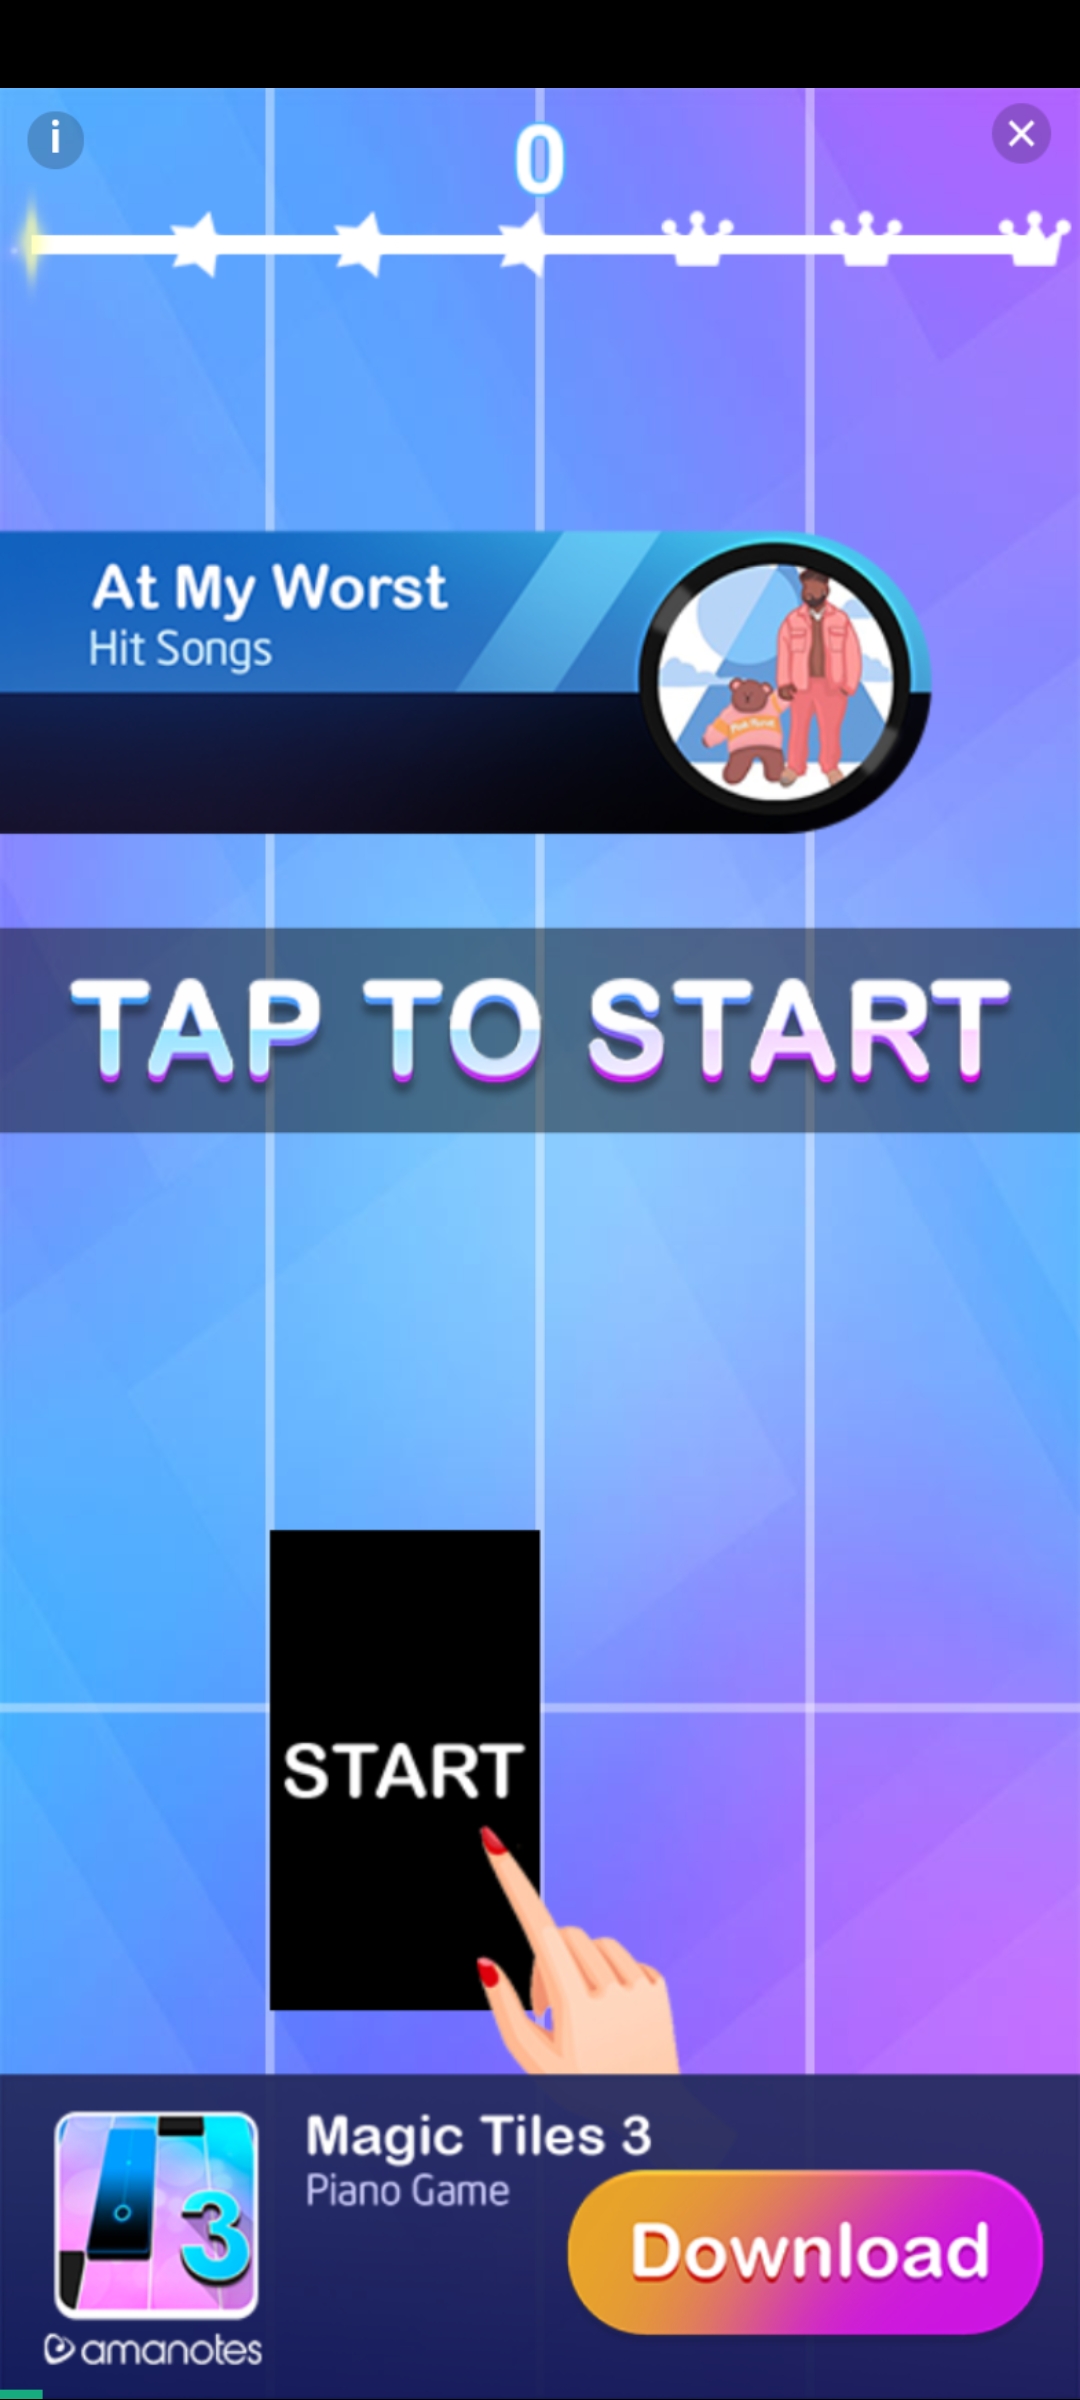 i
0
At My Worst
Hit Songs
TAP TO START
START
Magic Tiles 3
Piano Game
3
Download
amanotes